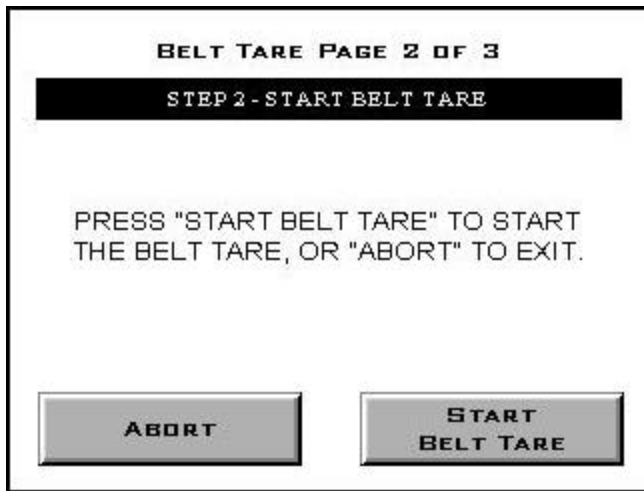 BELT TARE PAGE 2 OF 3
STEP 2 - START BELT TARE
PRESS "START BELT TARE" TO START
THE BELT TARE, OR "ABORT" TO EXIT.
ABORT
START
BELT TARE